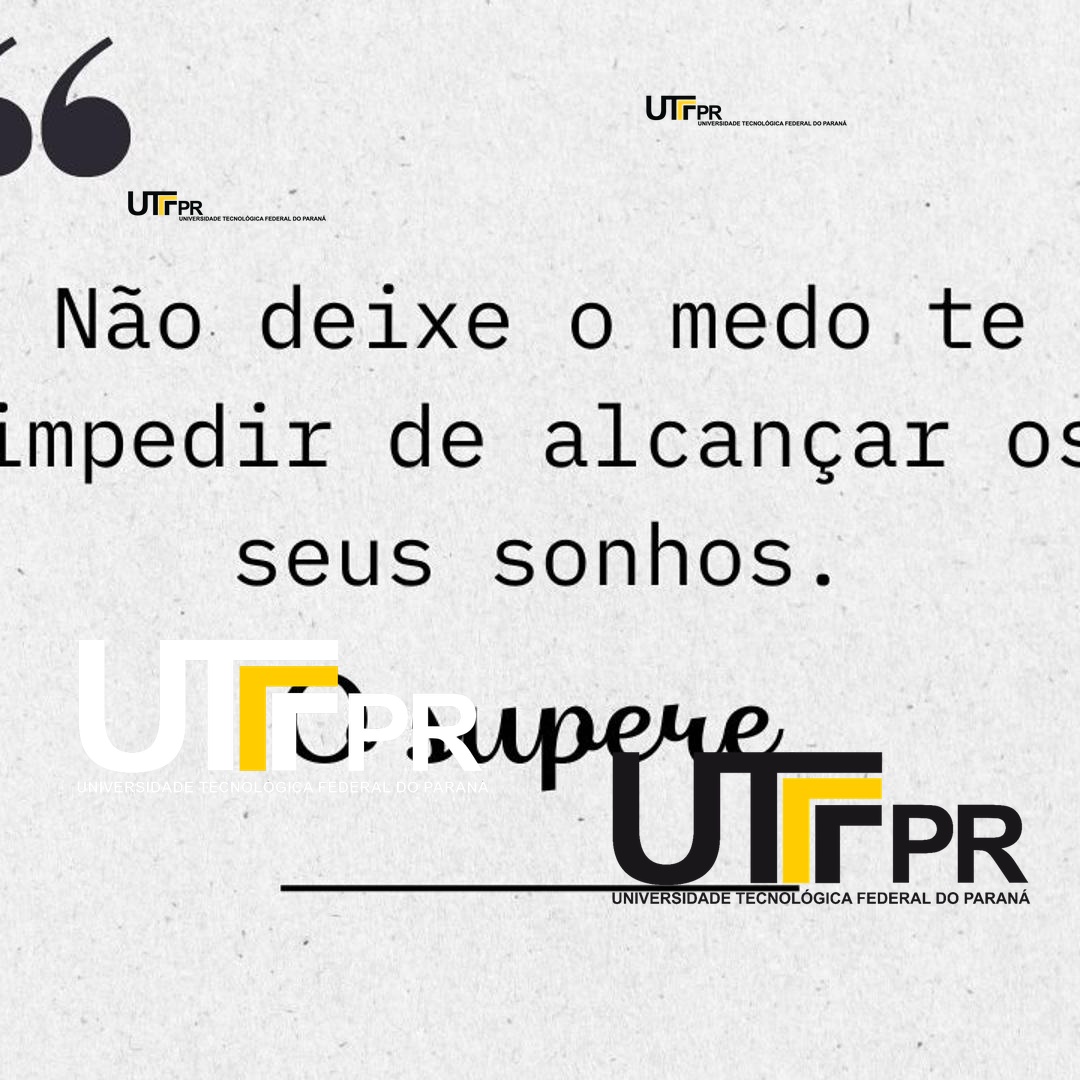 “
UTFPR
UNIVERSIDADE TECNOLÓGICA FEDERAL DO PARANÁ
UTFPR
UNIVERSIDADE TECNOLÓGICA FEDERAL DO PARANÁ
Não deixe o medo te
impedir de alcançar os
seus sonhos.
UTFPR
UNIVERSIDADE TECNOLÓGICA FEDERAL DO PARANÁ
O supere
UTFPR
UNIVERSIDADE TECNOLÓGICA FEDERAL DO PARANÁ